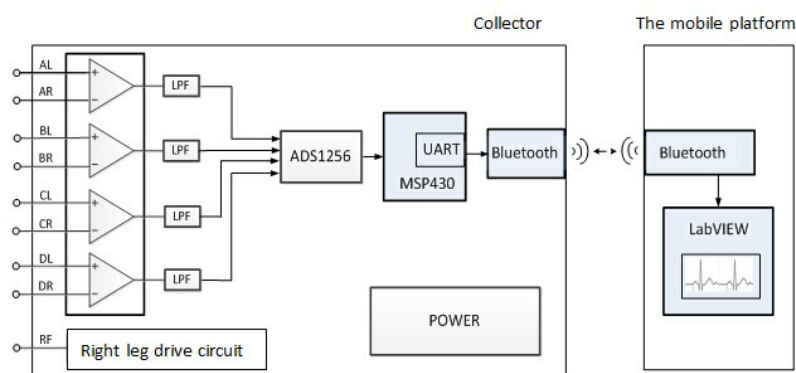 Collector
The mobile platform
AL
+
LPF
AR
−
BL
+
LPF
BR
−
CL
+
LPF
CR
−
DL
+
LPF
DR
−
ADS1256
UART
MSP430
Bluetooth
Bluetooth
LabVIEW
POWER
RF
Right leg drive circuit